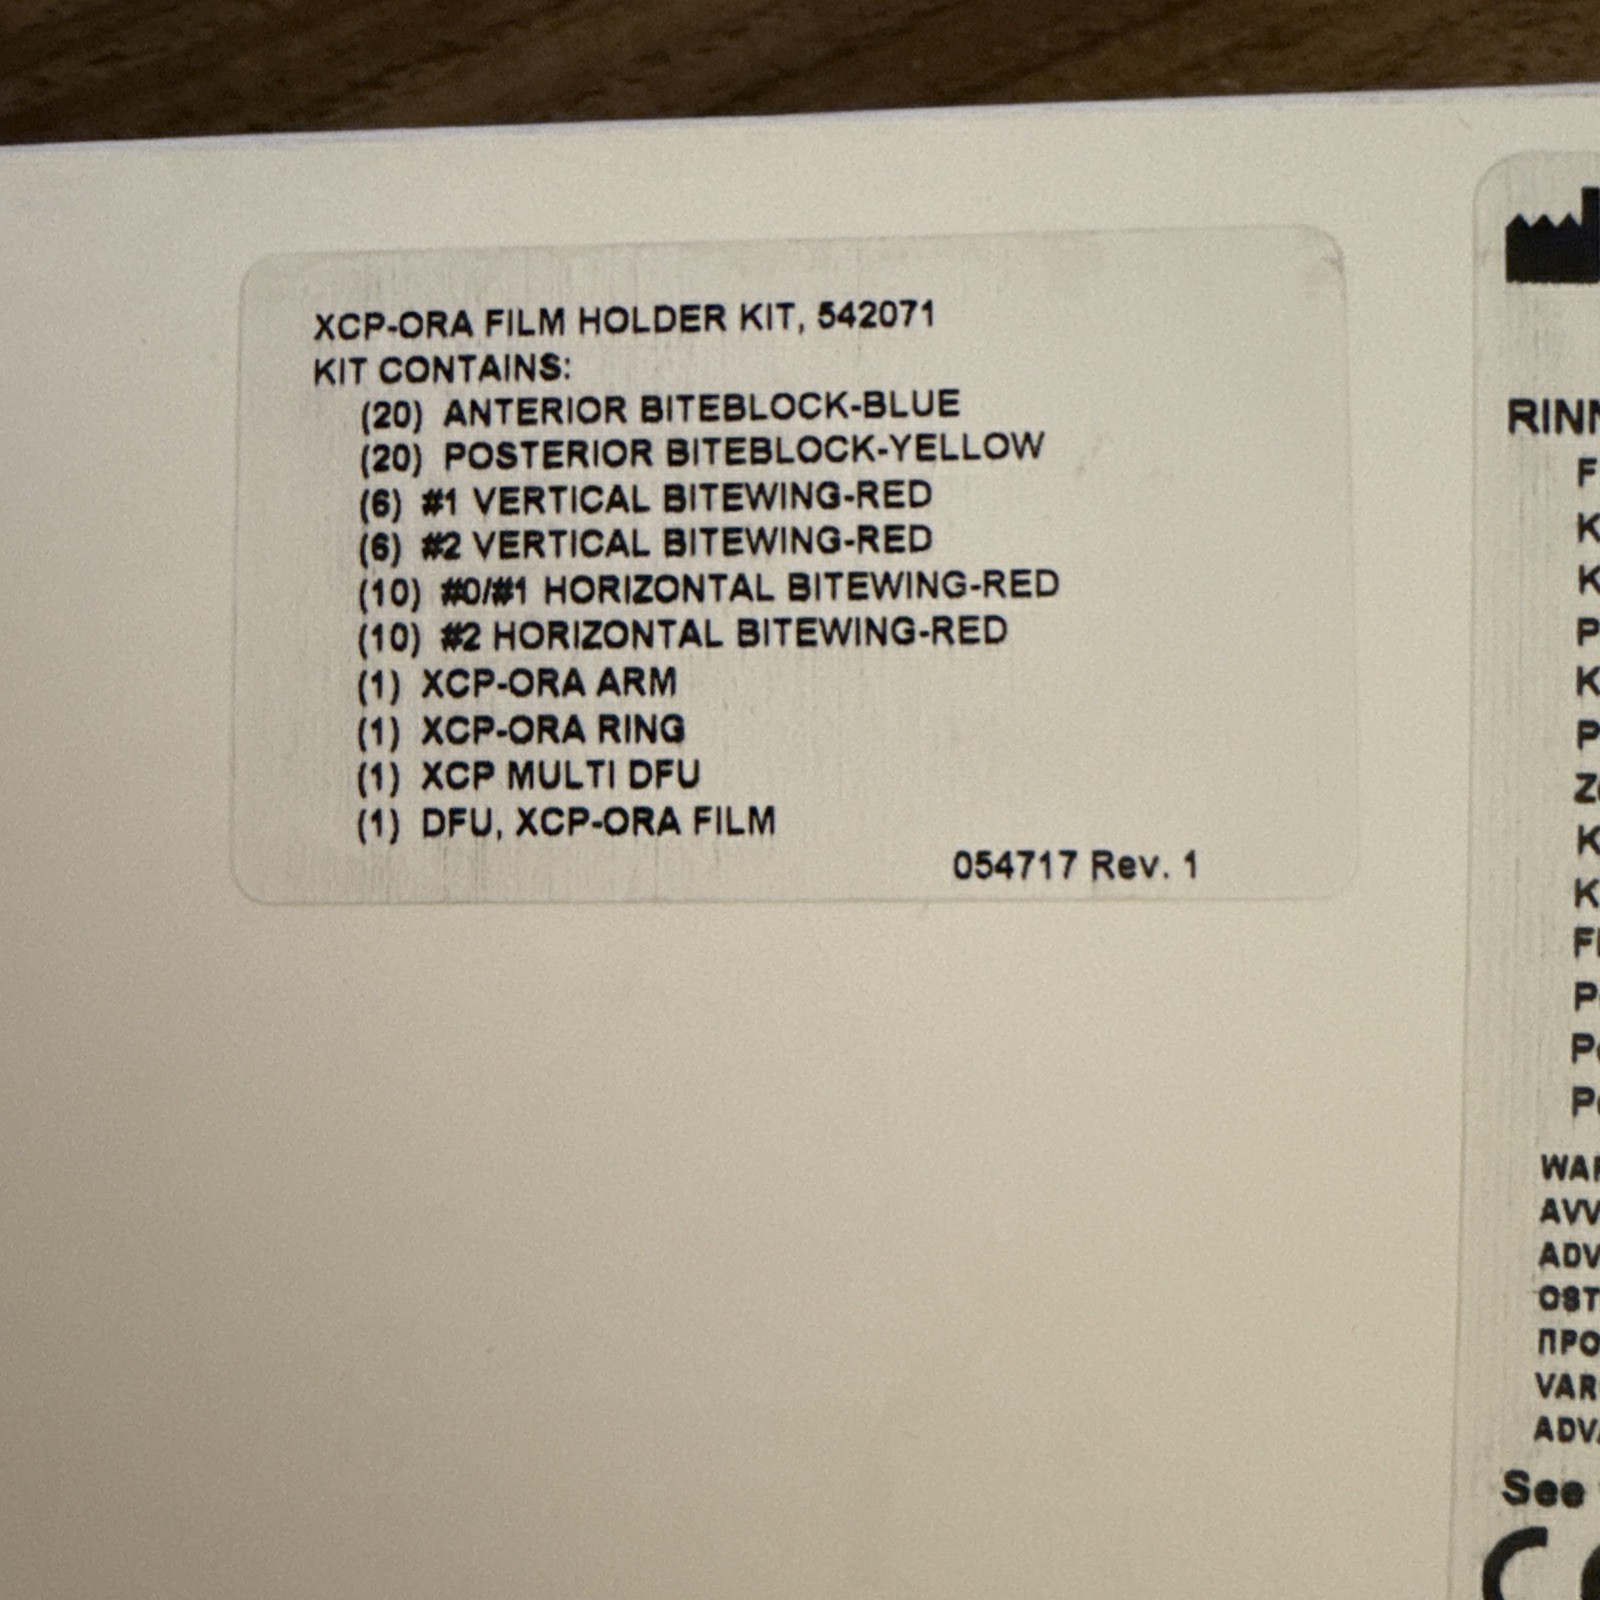 XCP-ORA FILM HOLDER KIT, 542071
KIT CONTAINS:
(20) ANTERIOR BITEBLOCK-BLUE
(20) POSTERIOR BITEBLOCK-YELLOW
(6) #1 VERTICAL BITEWING-RED
(6) #2 VERTICAL BITEWING-RED
(10) #0/#1 HORIZONTAL BITEWING-RED
(10) #2 HORIZONTAL BITEWING-RED
(1) XCP-ORA ARM
(1) XCP-ORA RING
(1) XCP MULTI DFU
(1) DFU, XCP-ORA FILM
054717 Rev. 1
See